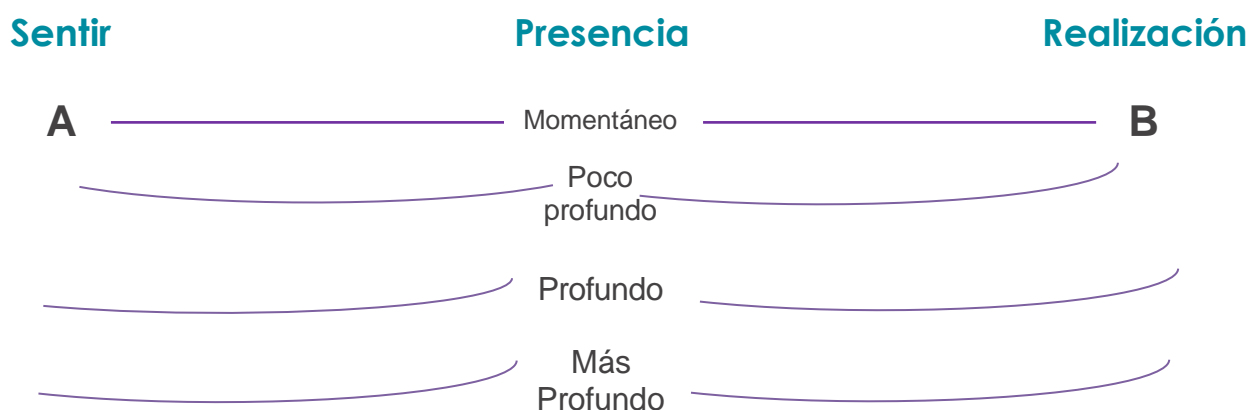 Sentir Presencia Realización
A Momentáneo B
Poco
profundo
Profundo
Más
Profundo